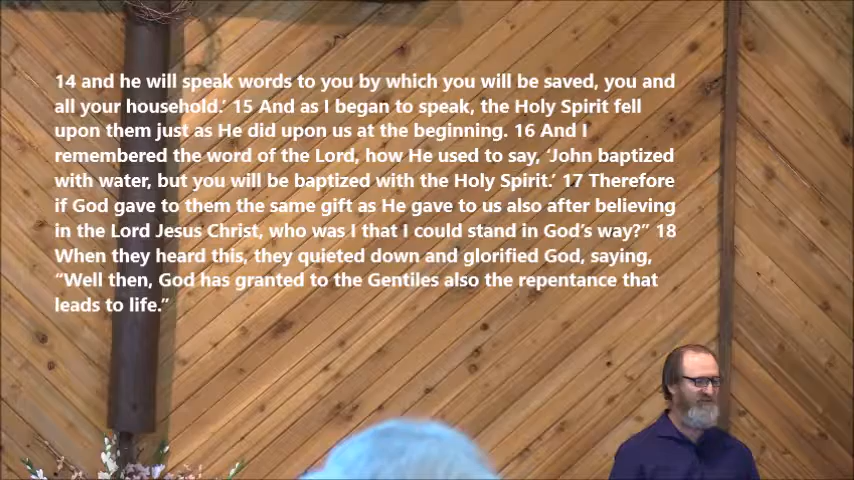 14 and he will speak words to you by which you will be saved, you and
all your household.’ 15 And as I began to speak, the Holy Spirit fell
upon them just as He did upon us at the beginning. 16 And I
remembered the word of the Lord, how He used to say, ‘John baptized
with water, but you will be baptized with the Holy Spirit.’ 17 Therefore
if God gave to them the same gift as He gave to us also after believing
in the Lord Jesus Christ, who was I that I could stand in God’s way?” 18
When they heard this, they quieted down and glorified God, saying,
“Well then, God has granted to the Gentiles also the repentance that
leads to life.”